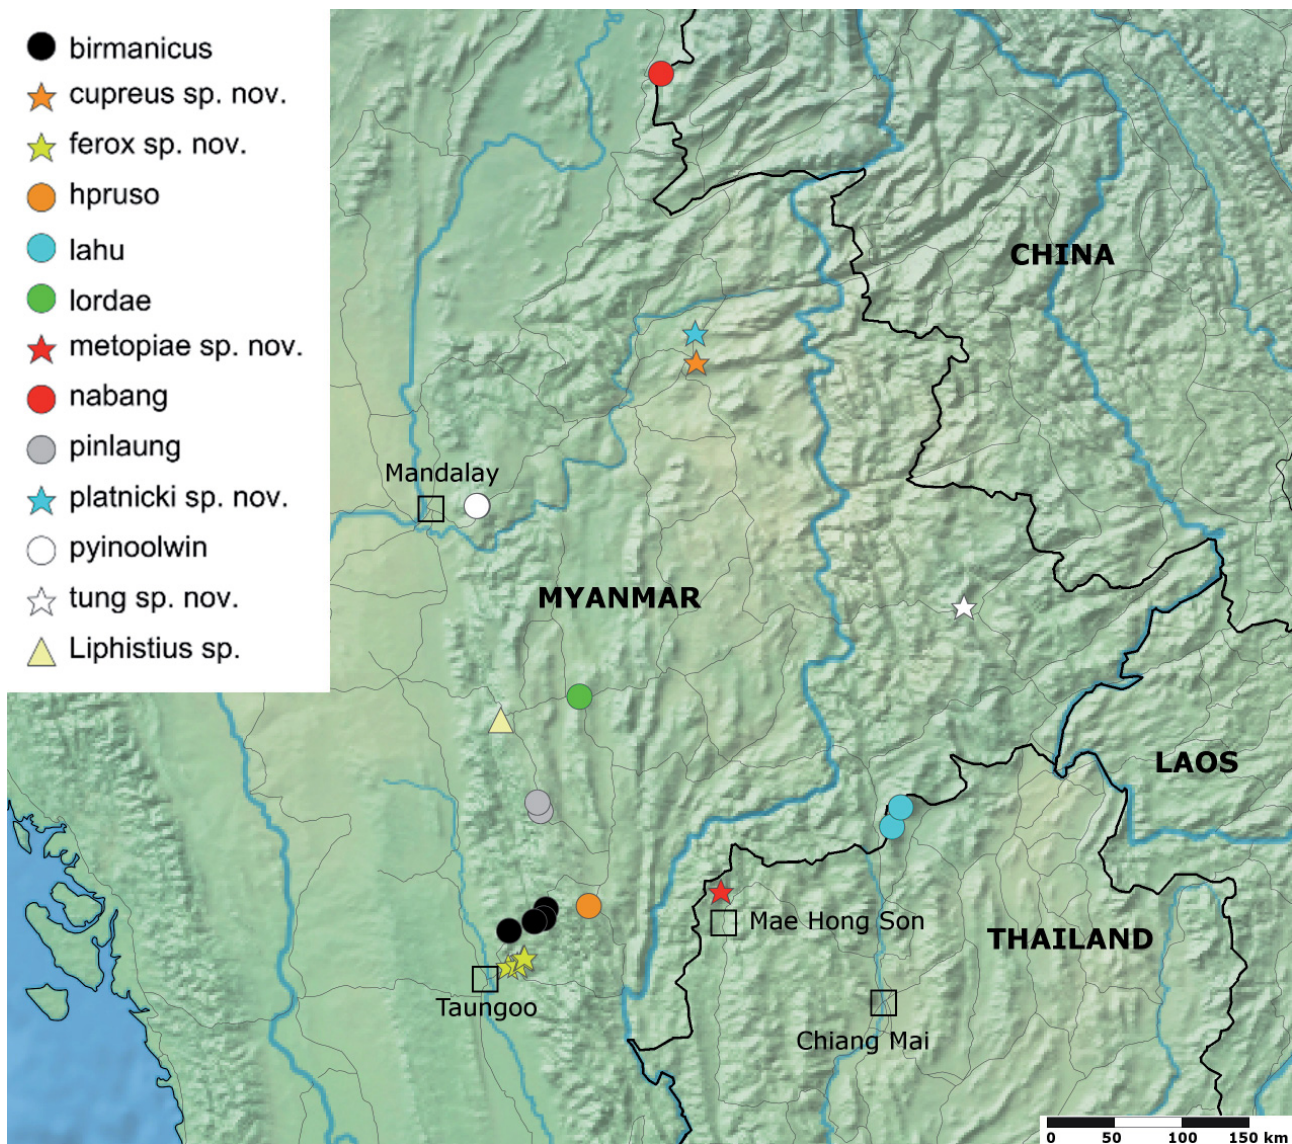 birmanicus
cupreus sp. nov.
ferox sp. nov.
hpruso
lahu
lordae
metopiae sp. nov.
nabang
pinlaung
platnicki sp. nov.
pyinoolwin
tung sp. nov.
Liphistius sp.
CHINA
Mandalay
MYANMAR
LAOS
Mae Hong Son
THAILAND
Taungoo
Chiang Mai
0 50 100 150 km